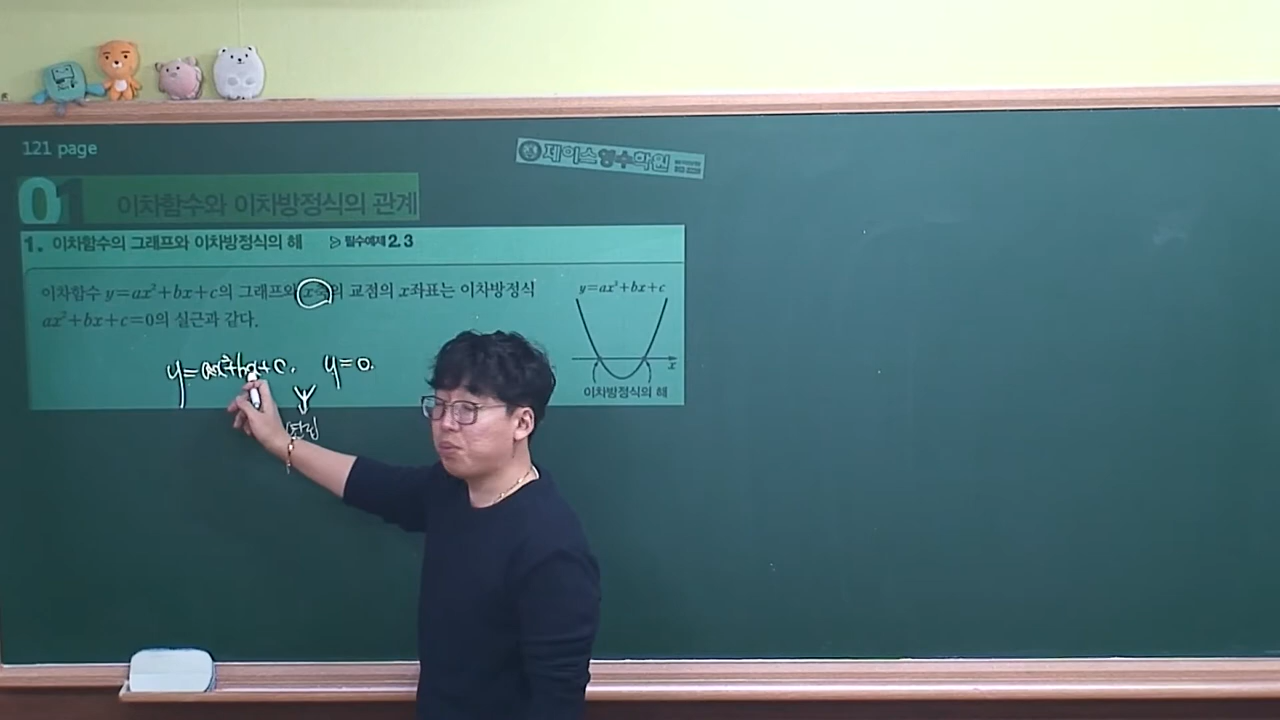 121 page
제이스영수학원
01 이차함수와 이차방정식의 관계
1. 이차함수의 그래프와 이차방정식의 해 ▷ 필수예제 2, 3
이차함수 y=ax²+bx+c의 그래프와 x축의 교점의 x좌표는 이차방정식
ax²+bx+c=0의 실근과 같다.
y=ax²+bx+c
x
이차방정식의 해
y=ax²+bx+c, y=0.
연립